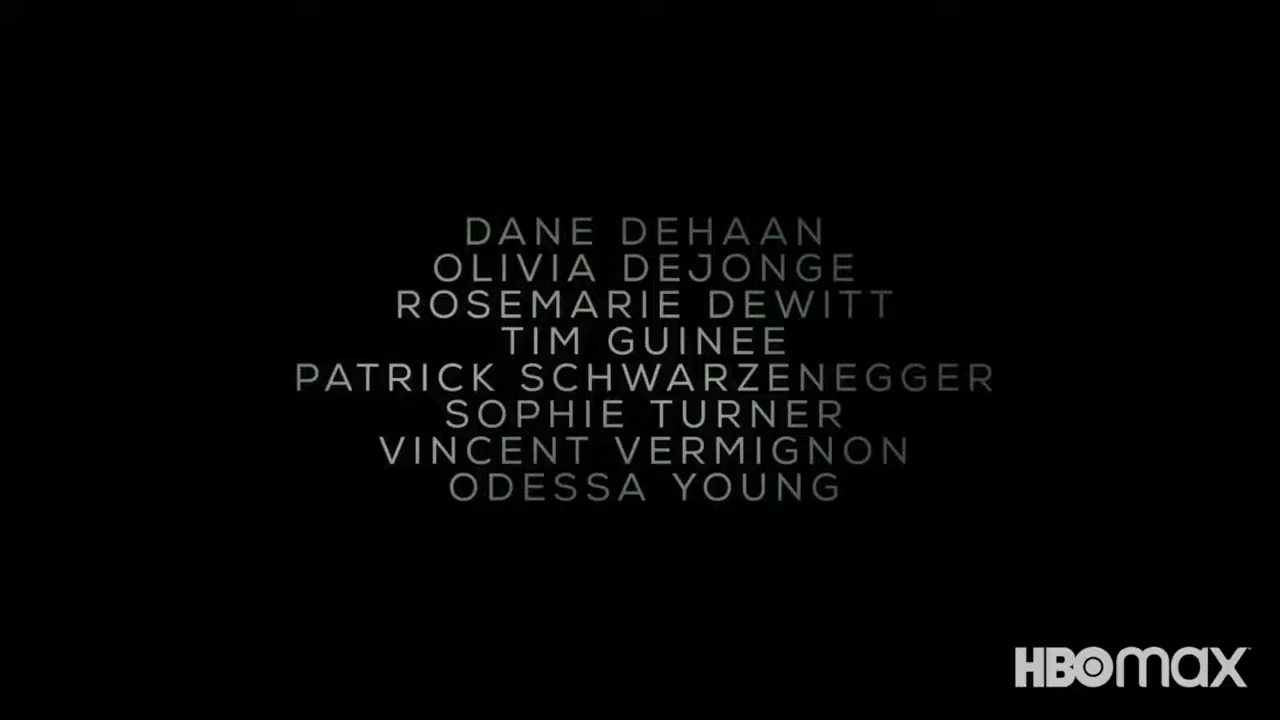 DANE DEHAAN
OLIVIA DEJONGE
ROSEMARIE DEWITT
TIM GUINEE
PATRICK SCHWARZENEGGER
SOPHIE TURNER
VINCENT VERMIGNON
ODESSA YOUNG
HBOmax